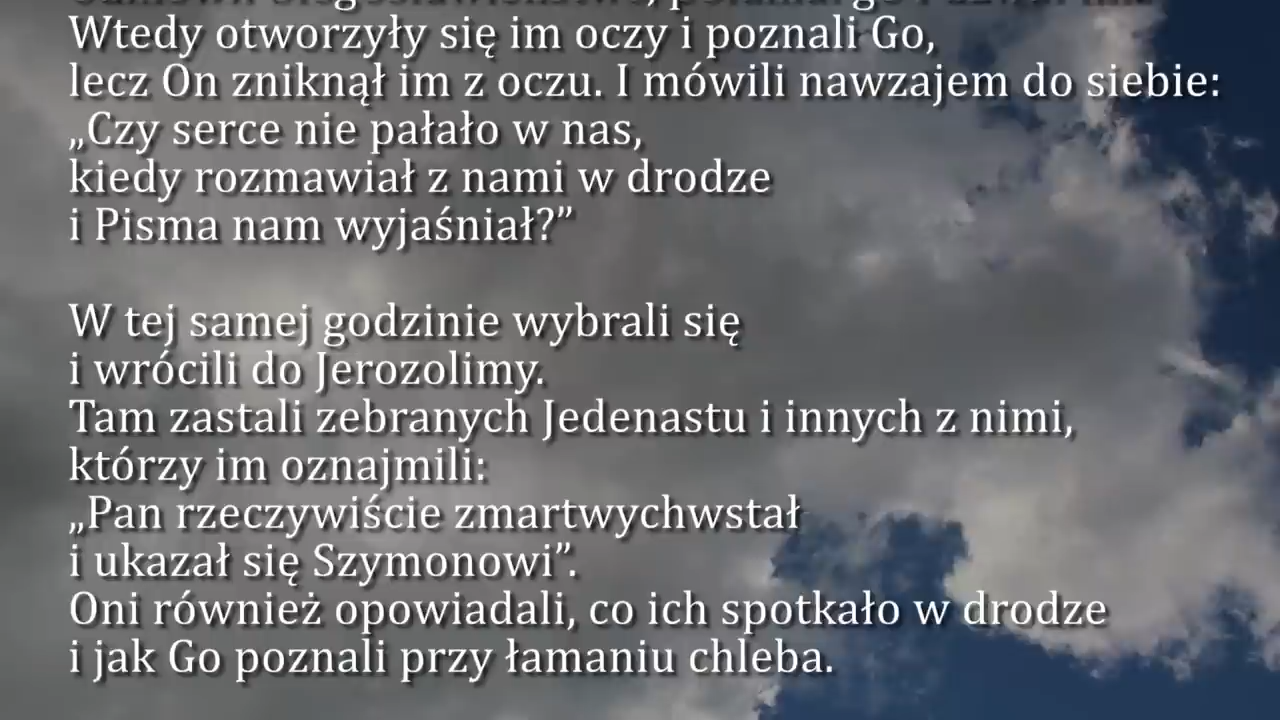 Wtedy otworzyły się im oczy i poznali Go,
lecz On zniknął im z oczu. I mówili nawzajem do siebie:
„Czy serce nie pałało w nas,
kiedy rozmawiał z nami w drodze
i Pisma nam wyjaśniał?”
W tej samej godzinie wybrali się
i wrócili do Jerozolimy.
Tam zastali zebranych Jedenastu i innych z nimi,
którzy im oznajmili:
„Pan rzeczywiście zmartwychwstał
i ukazał się Szymonowi”.
Oni również opowiadali, co ich spotkało w drodze
i jak Go poznali przy łamaniu chleba.